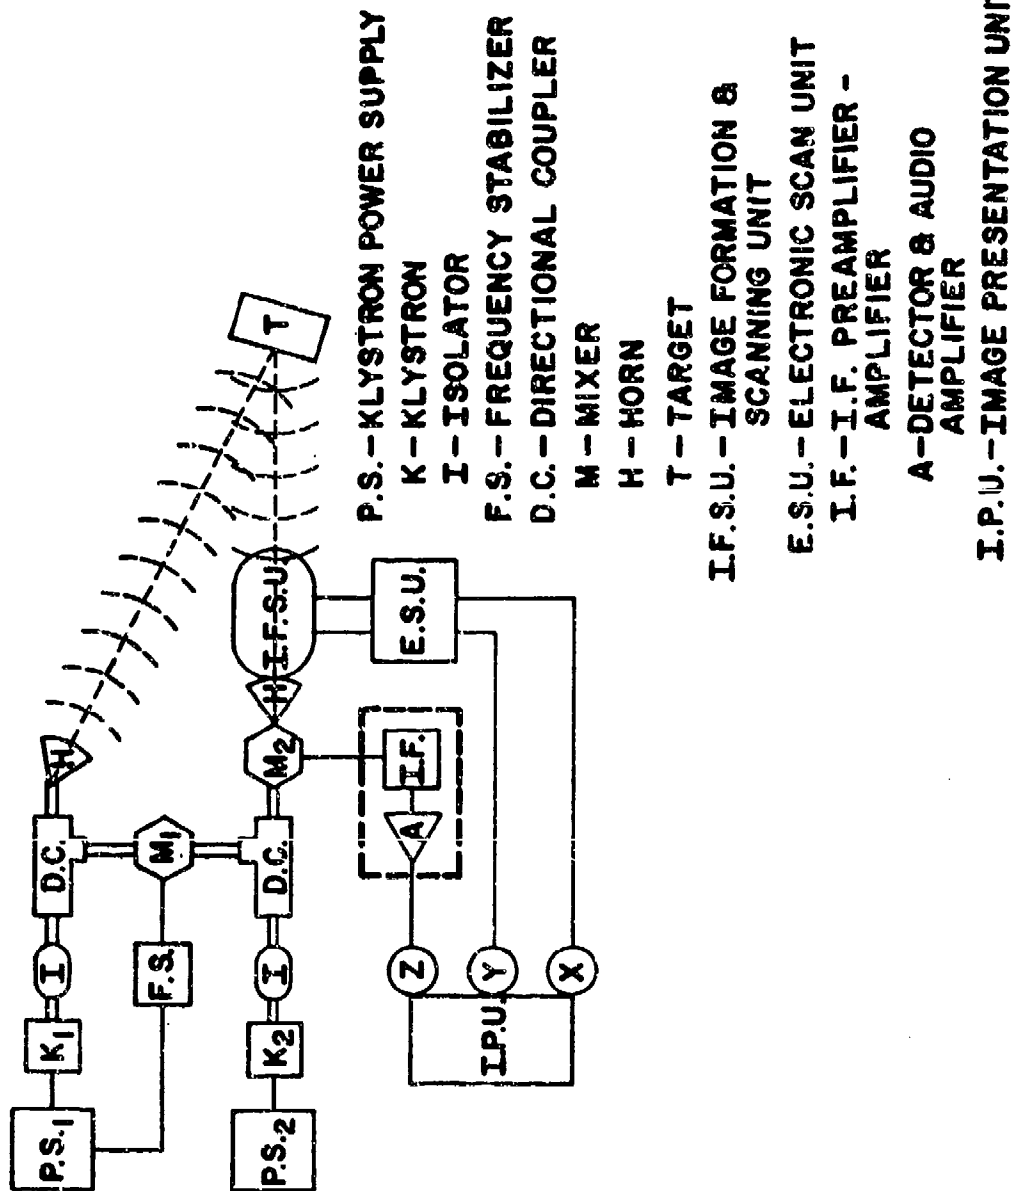 P.S.1
K1
I
D.C.
H
F.S.
M1
T
P.S.2
K2
I
D.C.
M2
H
I.F.S.U.
A
I.F.
E.S.U.
I.P.U.
Z
Y
X
P.S.-KLYSTRON POWER SUPPLY
K-KLYSTRON
I-ISOLATOR
F.S.-FREQUENCY STABILIZER
D.C.-DIRECTIONAL COUPLER
M-MIXER
H-HORN
T-TARGET
I.F.S.U.-IMAGE FORMATION &
SCANNING UNIT
E.S.U.-ELECTRONIC SCAN UNIT
I.F.-I.F. PREAMPLIFIER-
AMPLIFIER
A-DETECTOR & AUDIO
AMPLIFIER
I.P.U.-IMAGE PRESENTATION UNIT